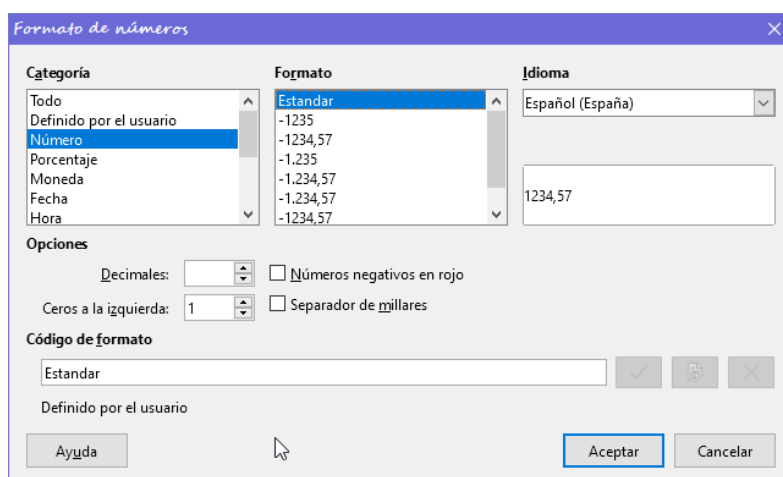 Formato de números
Categoría
Formato
Idioma
Todo
Definido por el usuario
Número
Porcentaje
Moneda
Fecha
Hora
Estandar
-1235
-1234,57
-1.235
-1.234,57
-1.234,57
-1234,57
Español (España)
1234,57
Opciones
Decimales:
Números negativos en rojo
Ceros a la izquierda: 1
Separador de millares
Código de formato
Estandar
Definido por el usuario
Ayuda
Aceptar
Cancelar